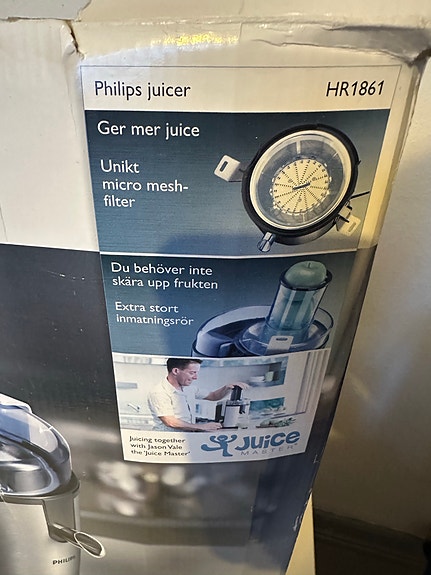 Philips juicer HR1861
Ger mer juice
Unikt
micro mesh-
filter
Du behöver inte
skära upp frukten
Extra stort
inmatningsrör
Juicing together
with Jason Vale
the 'Juice Master'
JUICE
MASTER
PHILIPS